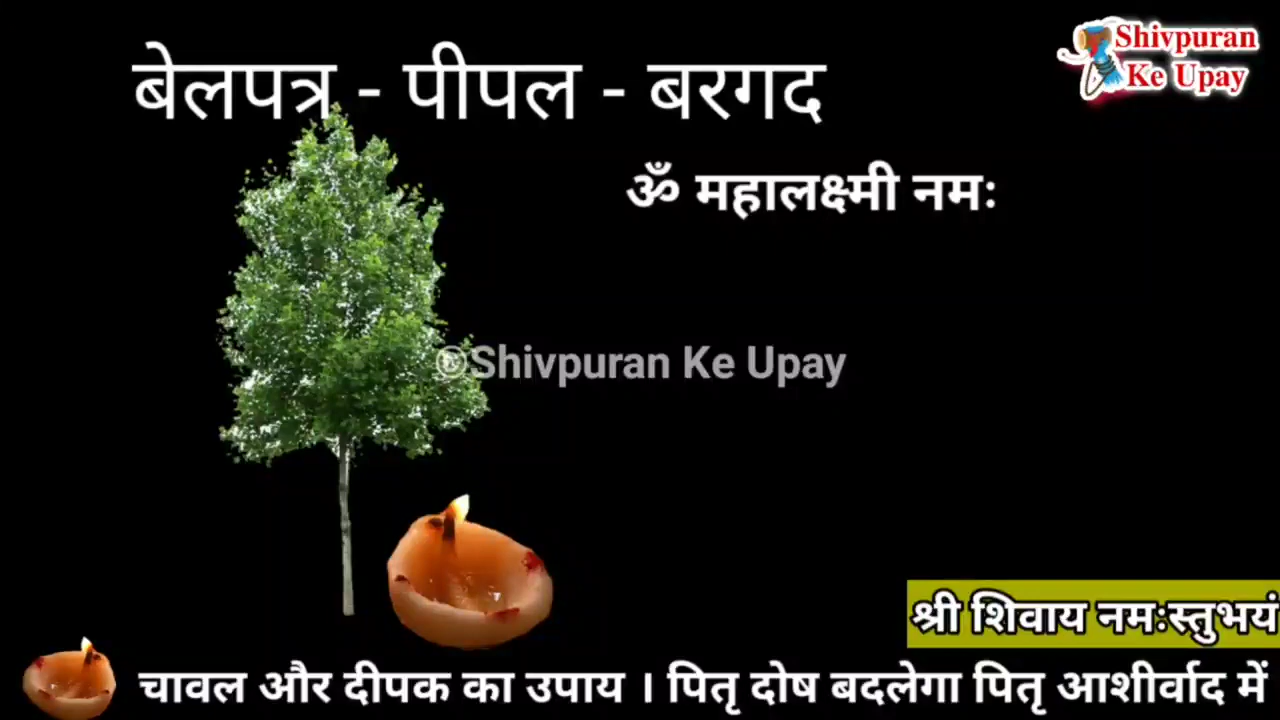 Shivpuran
Ke Upay
बेलपत्र - पीपल - बरगद
ॐ महालक्ष्मी नमः
©Shivpuran Ke Upay
श्री शिवाय नमःस्तुभयं
चावल और दीपक का उपाय । पितृ दोष बदलेगा पितृ आशीर्वाद में